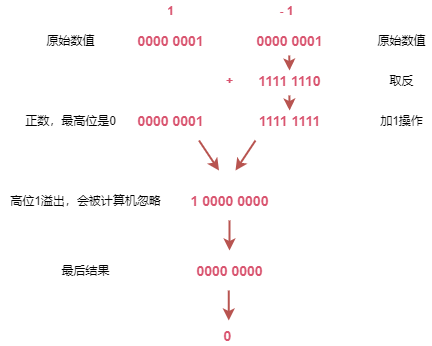 1 - 1
原始数值 0000 0001 0000 0001 原始数值
+ 1111 1110 取反
正数，最高位是0 0000 0001 1111 1111 加1操作
高位1溢出，会被计算机忽略 1 0000 0000
最后结果 0000 0000
0